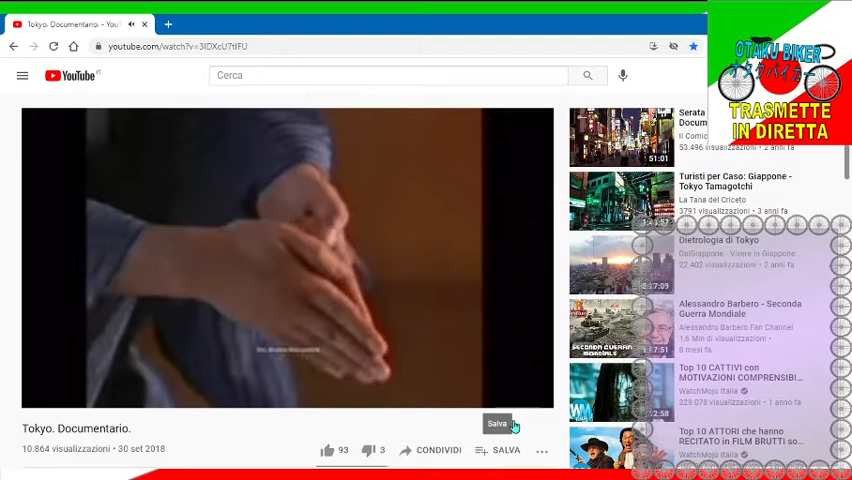 Tokyo. Documentario. - YouT
youtube.com/watch?v=3IDXcU7tIFU
YouTube IT
Cerca
OTAKU BIKER
オタクバイカー
TRASMETTE
IN DIRETTA
Serata
Docum
Il Comic
53.496 visualizzazioni • 2 anni fa
51:01
Turisti per Caso: Giappone -
Tokyo Tamagotchi
La Tana del Criceto
3791 visualizzazioni • 3 anni fa
Dietrologia di Tokyo
DalGiappone - Vivere in Giappone ...
22.402 visualizzazioni • 2 anni fa
2:17:09
Alessandro Barbero - Seconda
Guerra Mondiale
Alessandro Barbero Fan Channel
1,6 Mln di visualizzazioni •
8 mesi fa
SECONDA GUERRA
MONDIALE
1:07:51
Top 10 CATTIVI con
MOTIVAZIONI COMPRENSIBI...
WatchMojo Italia
329.078 visualizzazioni • 1 anno fa
12:58
Top 10 ATTORI che hanno
RECITATO in FILM BRUTTI so...
WatchMojo Italia
Tokyo. Documentario.
10.864 visualizzazioni • 30 set 2018
Salva
93
3
CONDIVIDI
SALVA